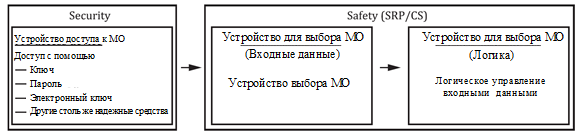 Security
Safety (SRP/CS)
Устройство доступа к МО
Доступ с помощью
— Ключ
— Пароль
— Электронный ключ
— Другие столь же надежные средства
Устройство для выбора МО
(Входные данные)
Устройство выбора МО
Устройство для выбора МО
(Логика)
Логическое управление
входными данными